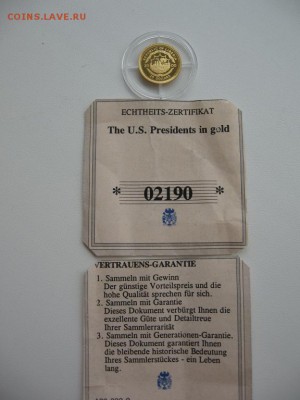 COINS.LAVE.RU
ECHTHEITS-ZERTIFIKAT
The U.S. Presidents in gold
* 02190 *
VERTRAUENS-GARANTIE
1. Sammeln mit Gewinn
Der günstige Vorteilspreis und die
hohe Qualität sprechen für sich.
2. Sammeln mit Garantie
Dieses Dokument verbürgt Ihnen die
exzellente Güte und Detailtreue
Ihrer Sammlerrarität
3. Sammeln mit Generationen-Garantie.
Dieses Dokument garantiert Ihnen
die bleibende historische Bedeutung
Ihres Sammlerstückes - ein Leben
lang.